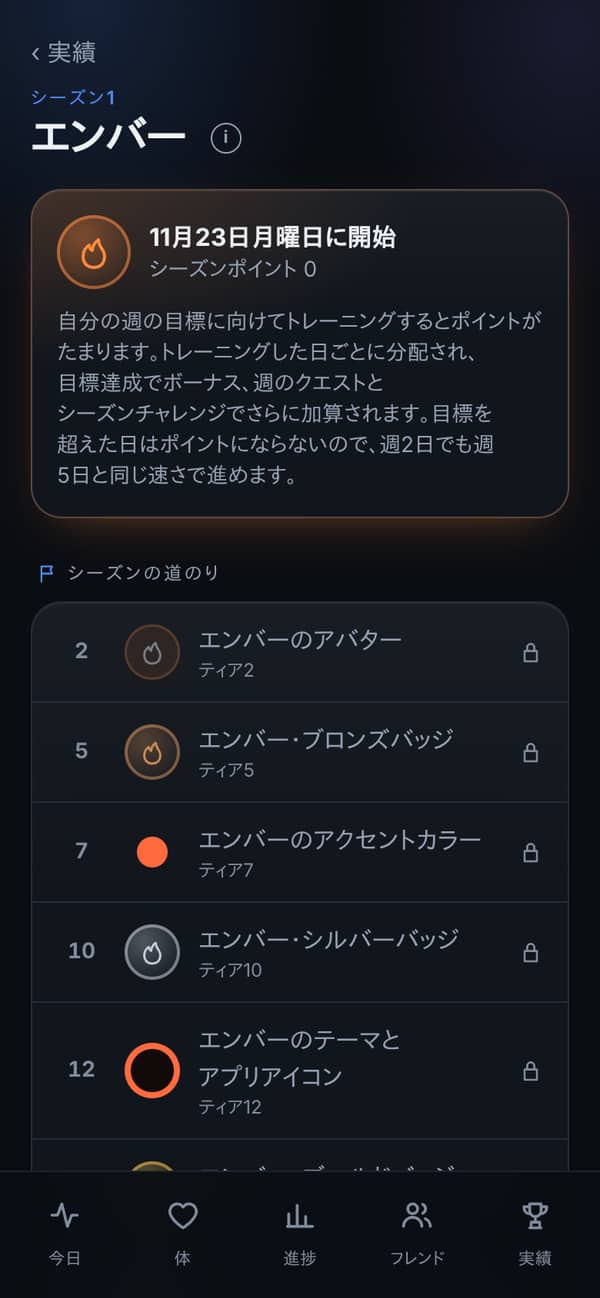 ‹ 実績
シーズン1
エンバー
11月23日月曜日に開始
シーズンポイント 0
自分の週の目標に向けてトレーニングするとポイントが
たまります。トレーニングした日ごとに分配され、
目標達成でボーナス、週のクエストと
シーズンチャレンジでさらに加算されます。目標を
超えた日はポイントにならないので、週2日でも週
5日と同じ速さで進めます。
シーズンの道のり
2
エンバーのアバター
ティア2
5
エンバー・ブロンズバッジ
ティア5
7
エンバーのアクセントカラー
ティア7
10
エンバー・シルバーバッジ
ティア10
12
エンバーのテーマと
アプリアイコン
ティア12
今日
体
進捗
フレンド
実績